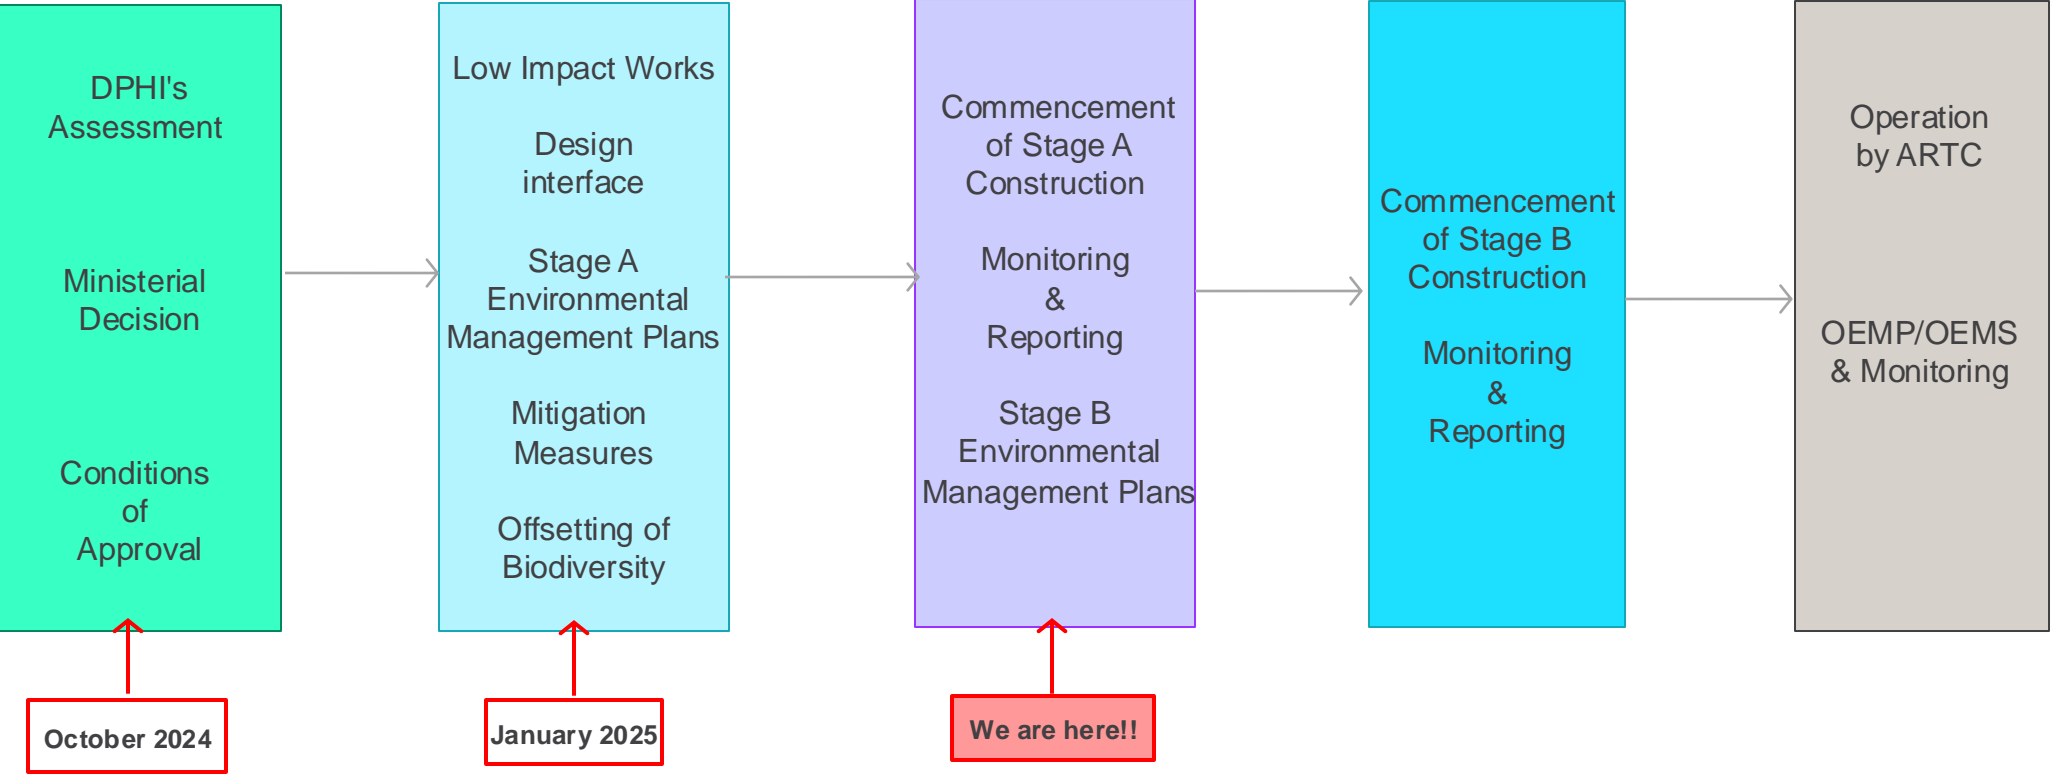 DPHI's
Assessment
Ministerial
Decision
Conditions
of
Approval
Low Impact Works
Design
interface
Stage A
Environmental
Management Plans
Mitigation
Measures
Offsetting of
Biodiversity
Commencement
of Stage A
Construction
Monitoring
&
Reporting
Stage B
Environmental
Management Plans
Commencement
of Stage B
Construction
Monitoring
&
Reporting
Operation
by ARTC
OEMP/OEMS
& Monitoring
October 2024
January 2025
We are here!!